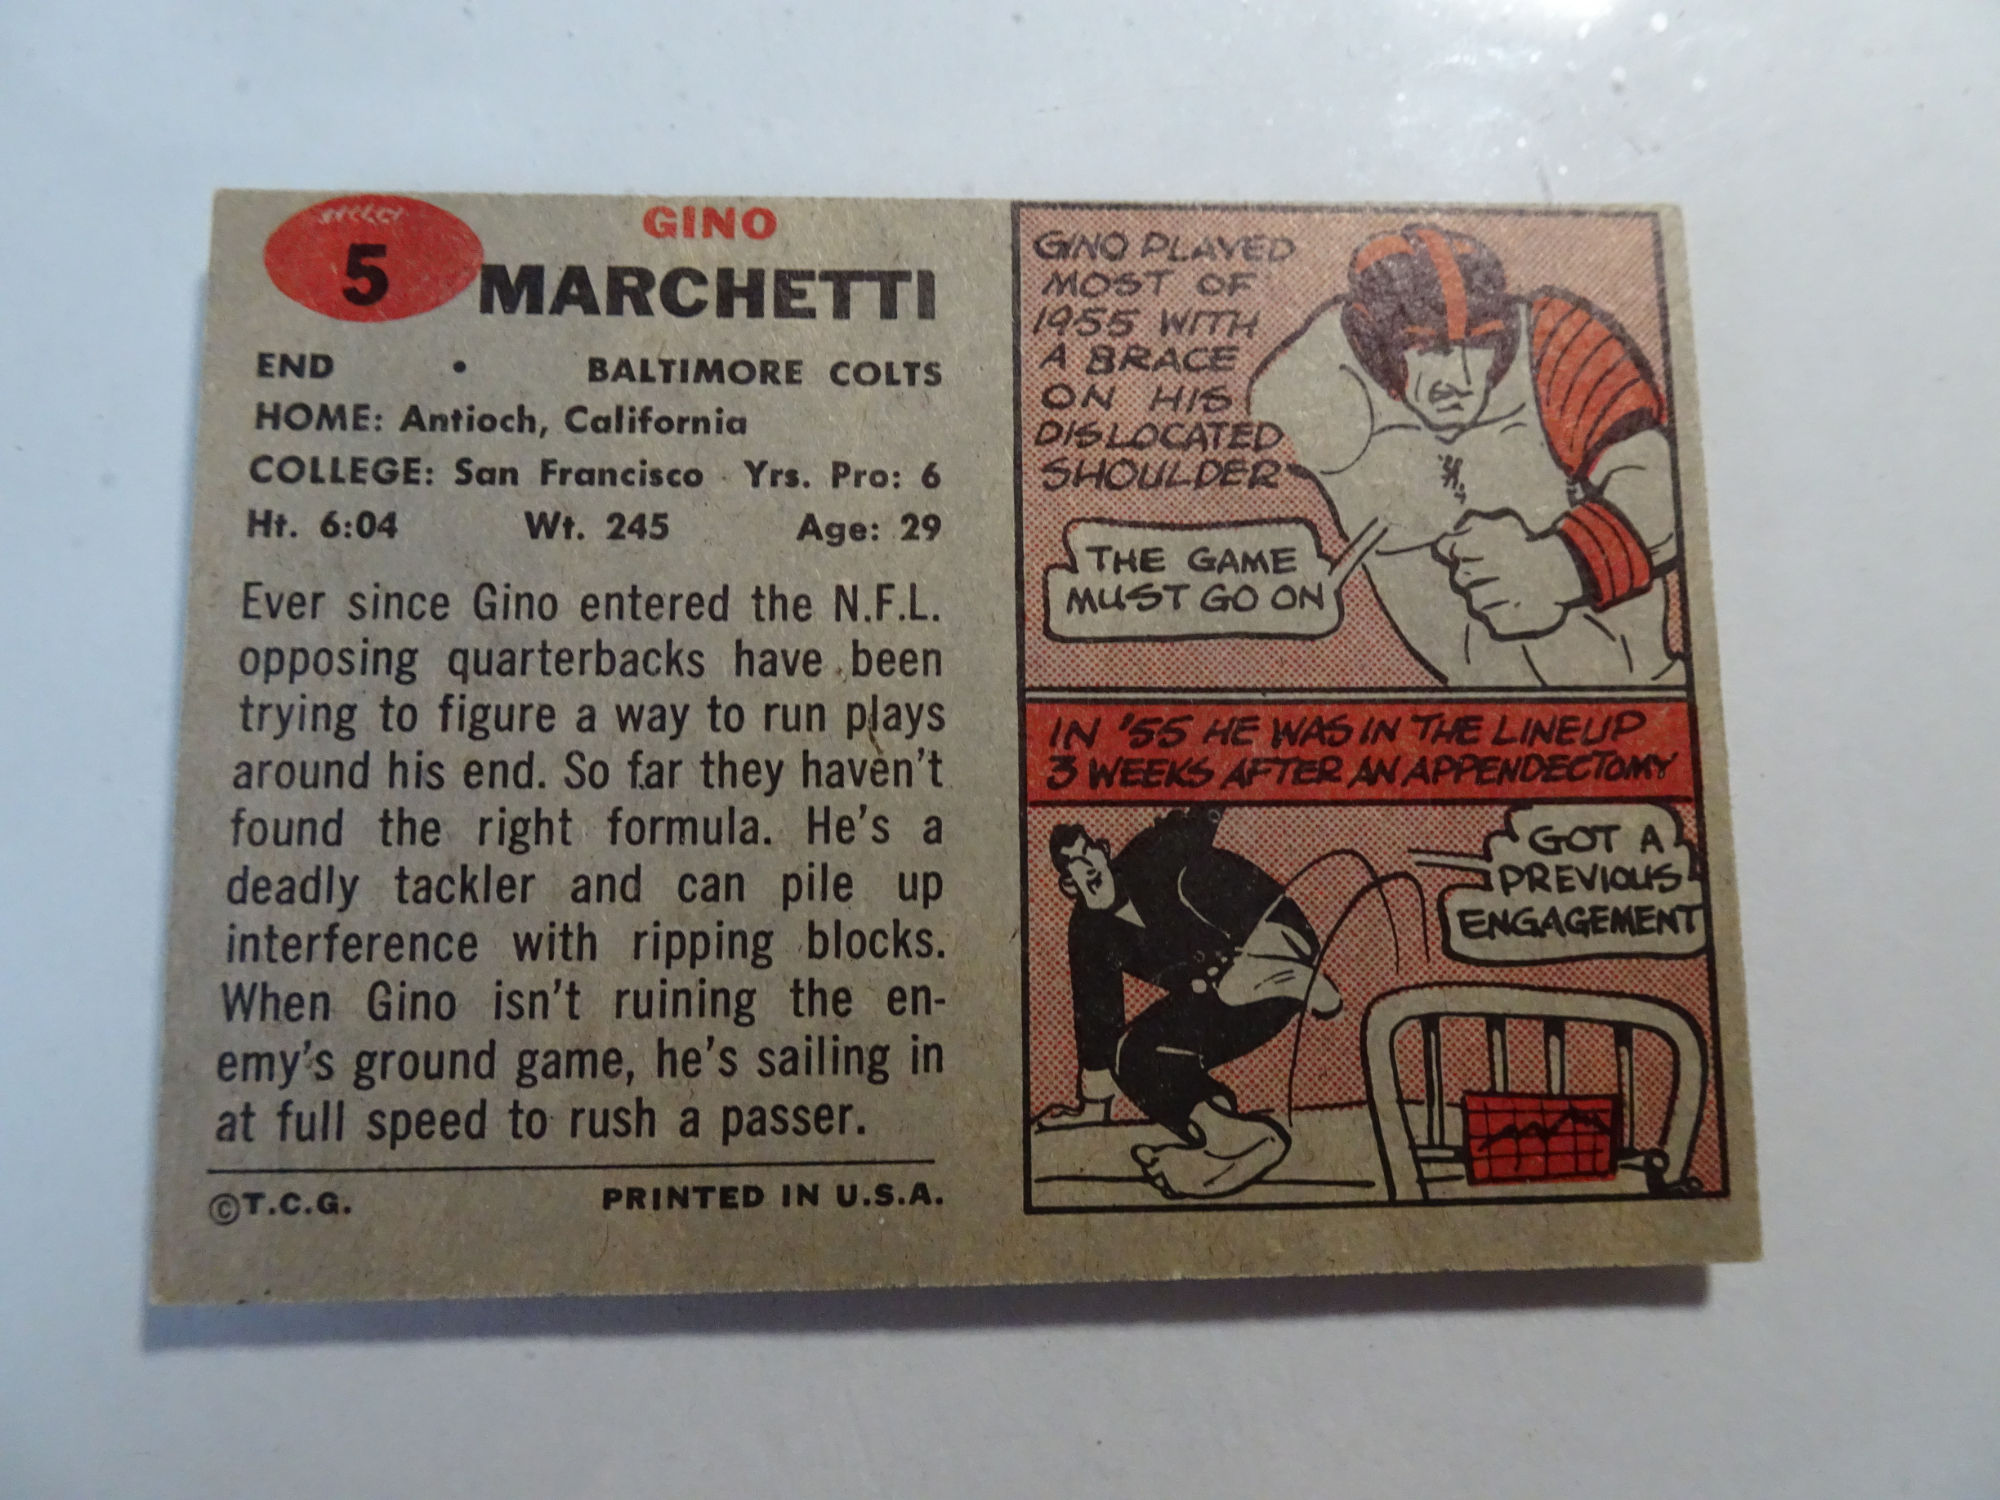 5
GINO
MARCHETTI
END • BALTIMORE COLTS
HOME: Antioch, California
COLLEGE: San Francisco Yrs. Pro: 6
Ht. 6:04 Wt. 245 Age: 29
Ever since Gino entered the N.F.L.
opposing quarterbacks have been
trying to figure a way to run plays
around his end. So far they haven't
found the right formula. He's a
deadly tackler and can pile up
interference with ripping blocks.
When Gino isn't ruining the en-
emy's ground game, he's sailing in
at full speed to rush a passer.
©T.C.G. PRINTED IN U.S.A.
GINO PLAYED
MOST OF
1955 WITH
A BRACE
ON HIS
DISLOCATED
SHOULDER
THE GAME
MUST GO ON
IN '55 HE WAS IN THE LINEUP
3 WEEKS AFTER AN APPENDECTOMY
GOT A
PREVIOUS
ENGAGEMENT